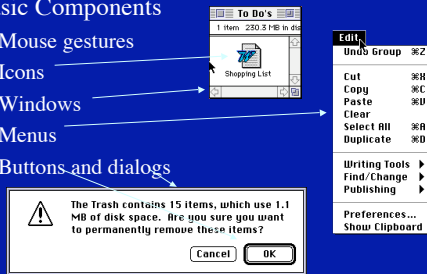 sic Components
Mouse gestures
Icons
Windows
Menus
Buttons and dialogs
To Do's
1 item 230.3 MB in dis
Shopping List
Edit
Undo Group ⌘Z
Cut ⌘X
Copy ⌘C
Paste ⌘V
Clear
Select All ⌘A
Duplicate ⌘D
Writing Tools
Find/Change
Publishing
Preferences...
Show Clipboard
The Trash contains 15 items, which use 1.1
MB of disk space. Are you sure you want
to permanently remove these items?
Cancel OK